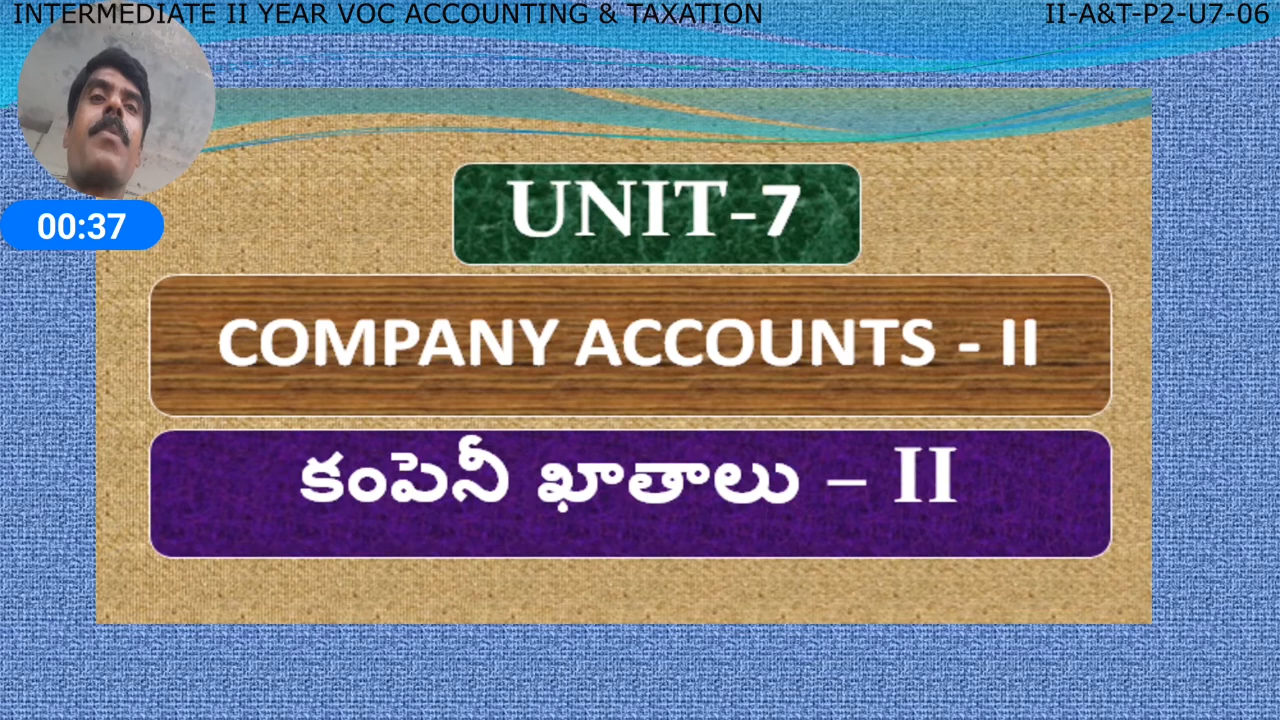 INTERMEDIATE II YEAR VOC ACCOUNTING & TAXATION
II-A&T-P2-U7-06
00:37
UNIT-7
COMPANY ACCOUNTS - II
కంపెనీ ఖాతాలు – II